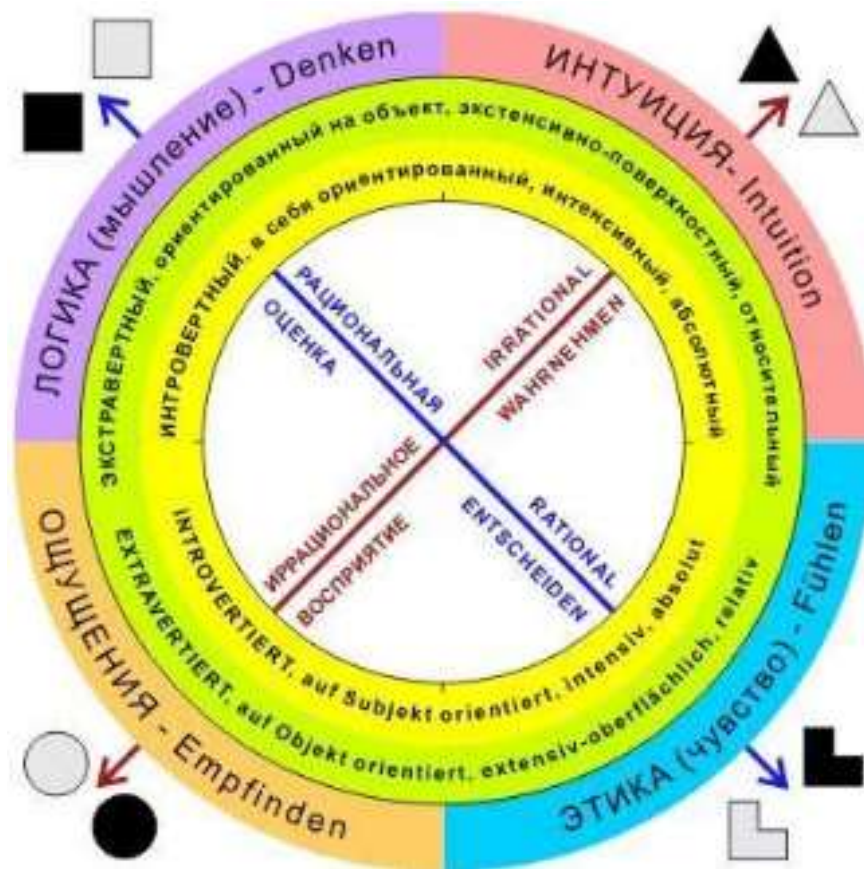 ЛОГИКА (мышление) - Denken
ИНТУИЦИЯ- Intuition
ЭКСТРАВЕРТНЫЙ, ориентированный на объект, экстенсивно-поверхностный, относительный
ИНТРОВЕРТНЫЙ, в себя ориентированный, интенсивный, абсолютный
РАЦИОНАЛЬНАЯ
ОЦЕНКА
IRRATIONAL
WAHRNEHMEN
ИРРАЦИОНАЛЬНОЕ
ВОСПРИЯТИЕ
RATIONAL
ENTSCHEIDEN
INTROVERTIERT, auf Subjekt orientiert, intensiv, absolut
EXTRAVERTIERT, auf Objekt orientiert, extensiv-oberflächlich, relativ
ОЩУЩЕНИЯ - Empfinden
ЭТИКА (чувство) - Fühlen